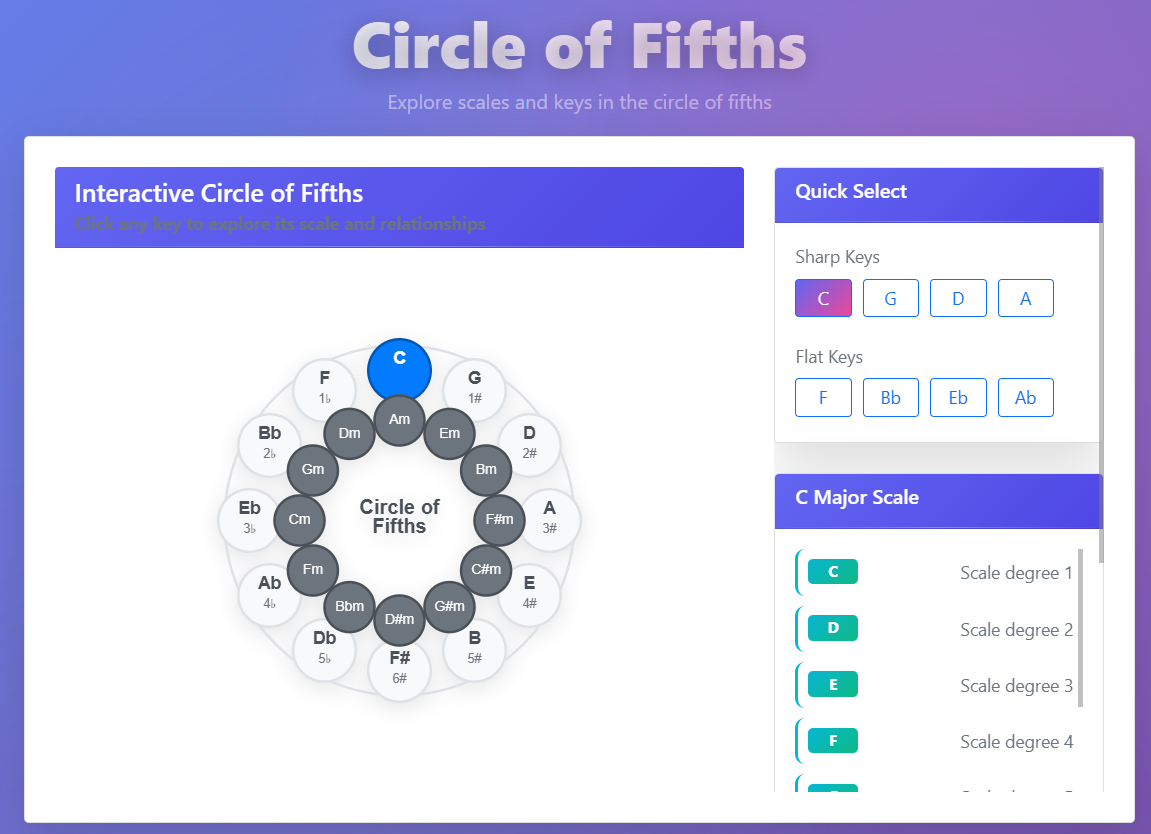 Circle of Fifths
Explore scales and keys in the circle of fifths
Interactive Circle of Fifths
Click any key to explore its scale and relationships
C
F
1♭
G
1#
Am
Dm
Em
Bb
2♭
D
2#
Gm
Bm
Eb
3♭
Cm
Circle of
Fifths
F#m
A
3#
Fm
C#m
Ab
4♭
E
4#
Bbm
G#m
D#m
Db
5♭
B
5#
F#
6#
Quick Select
Sharp Keys
C G D A
Flat Keys
F Bb Eb Ab
C Major Scale
C Scale degree 1
D Scale degree 2
E Scale degree 3
F Scale degree 4